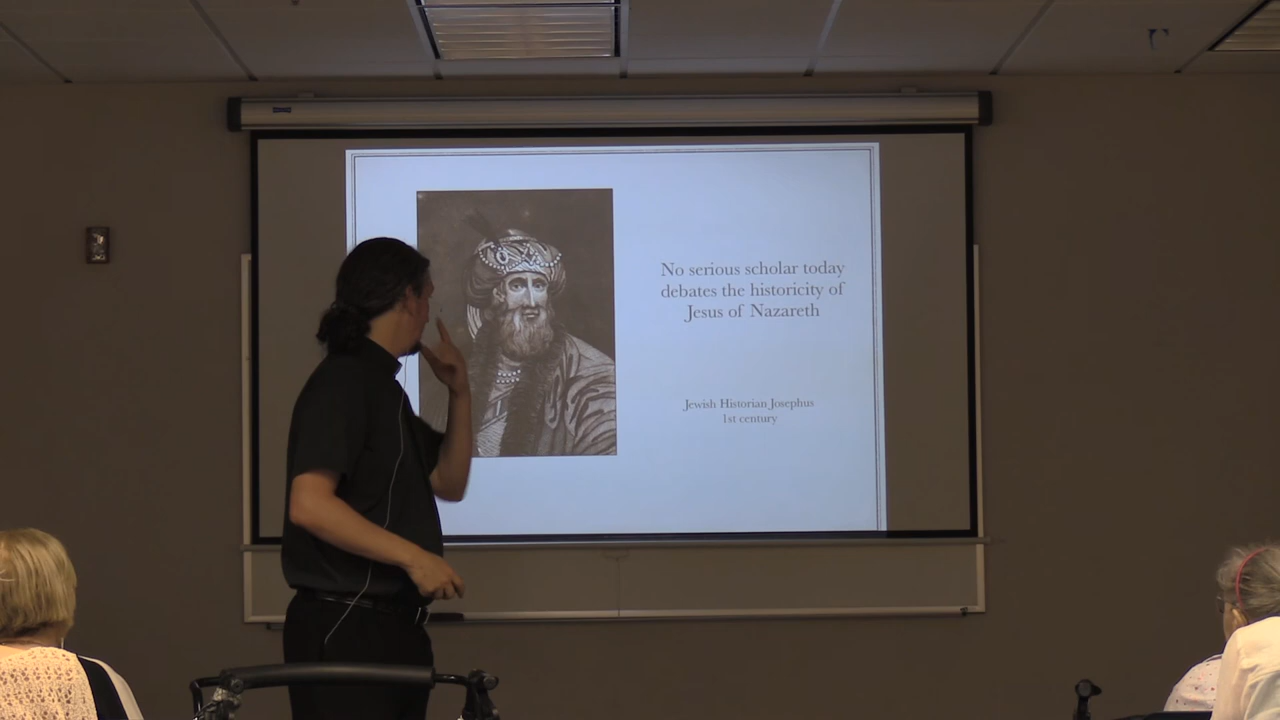 No serious scholar today
debates the historicity of
Jesus of Nazareth
Jewish Historian Josephus
1st century